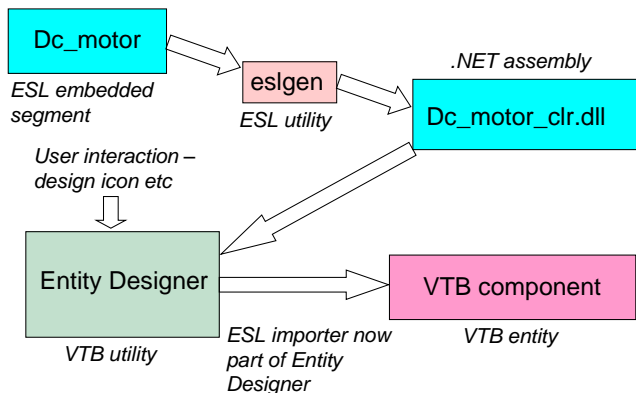 Dc_motor
ESL embedded
segment
eslgen
ESL utility
.NET assembly
Dc_motor_clr.dll
User interaction –
design icon etc
Entity Designer
VTB utility
ESL importer now
part of Entity
Designer
VTB component
VTB entity